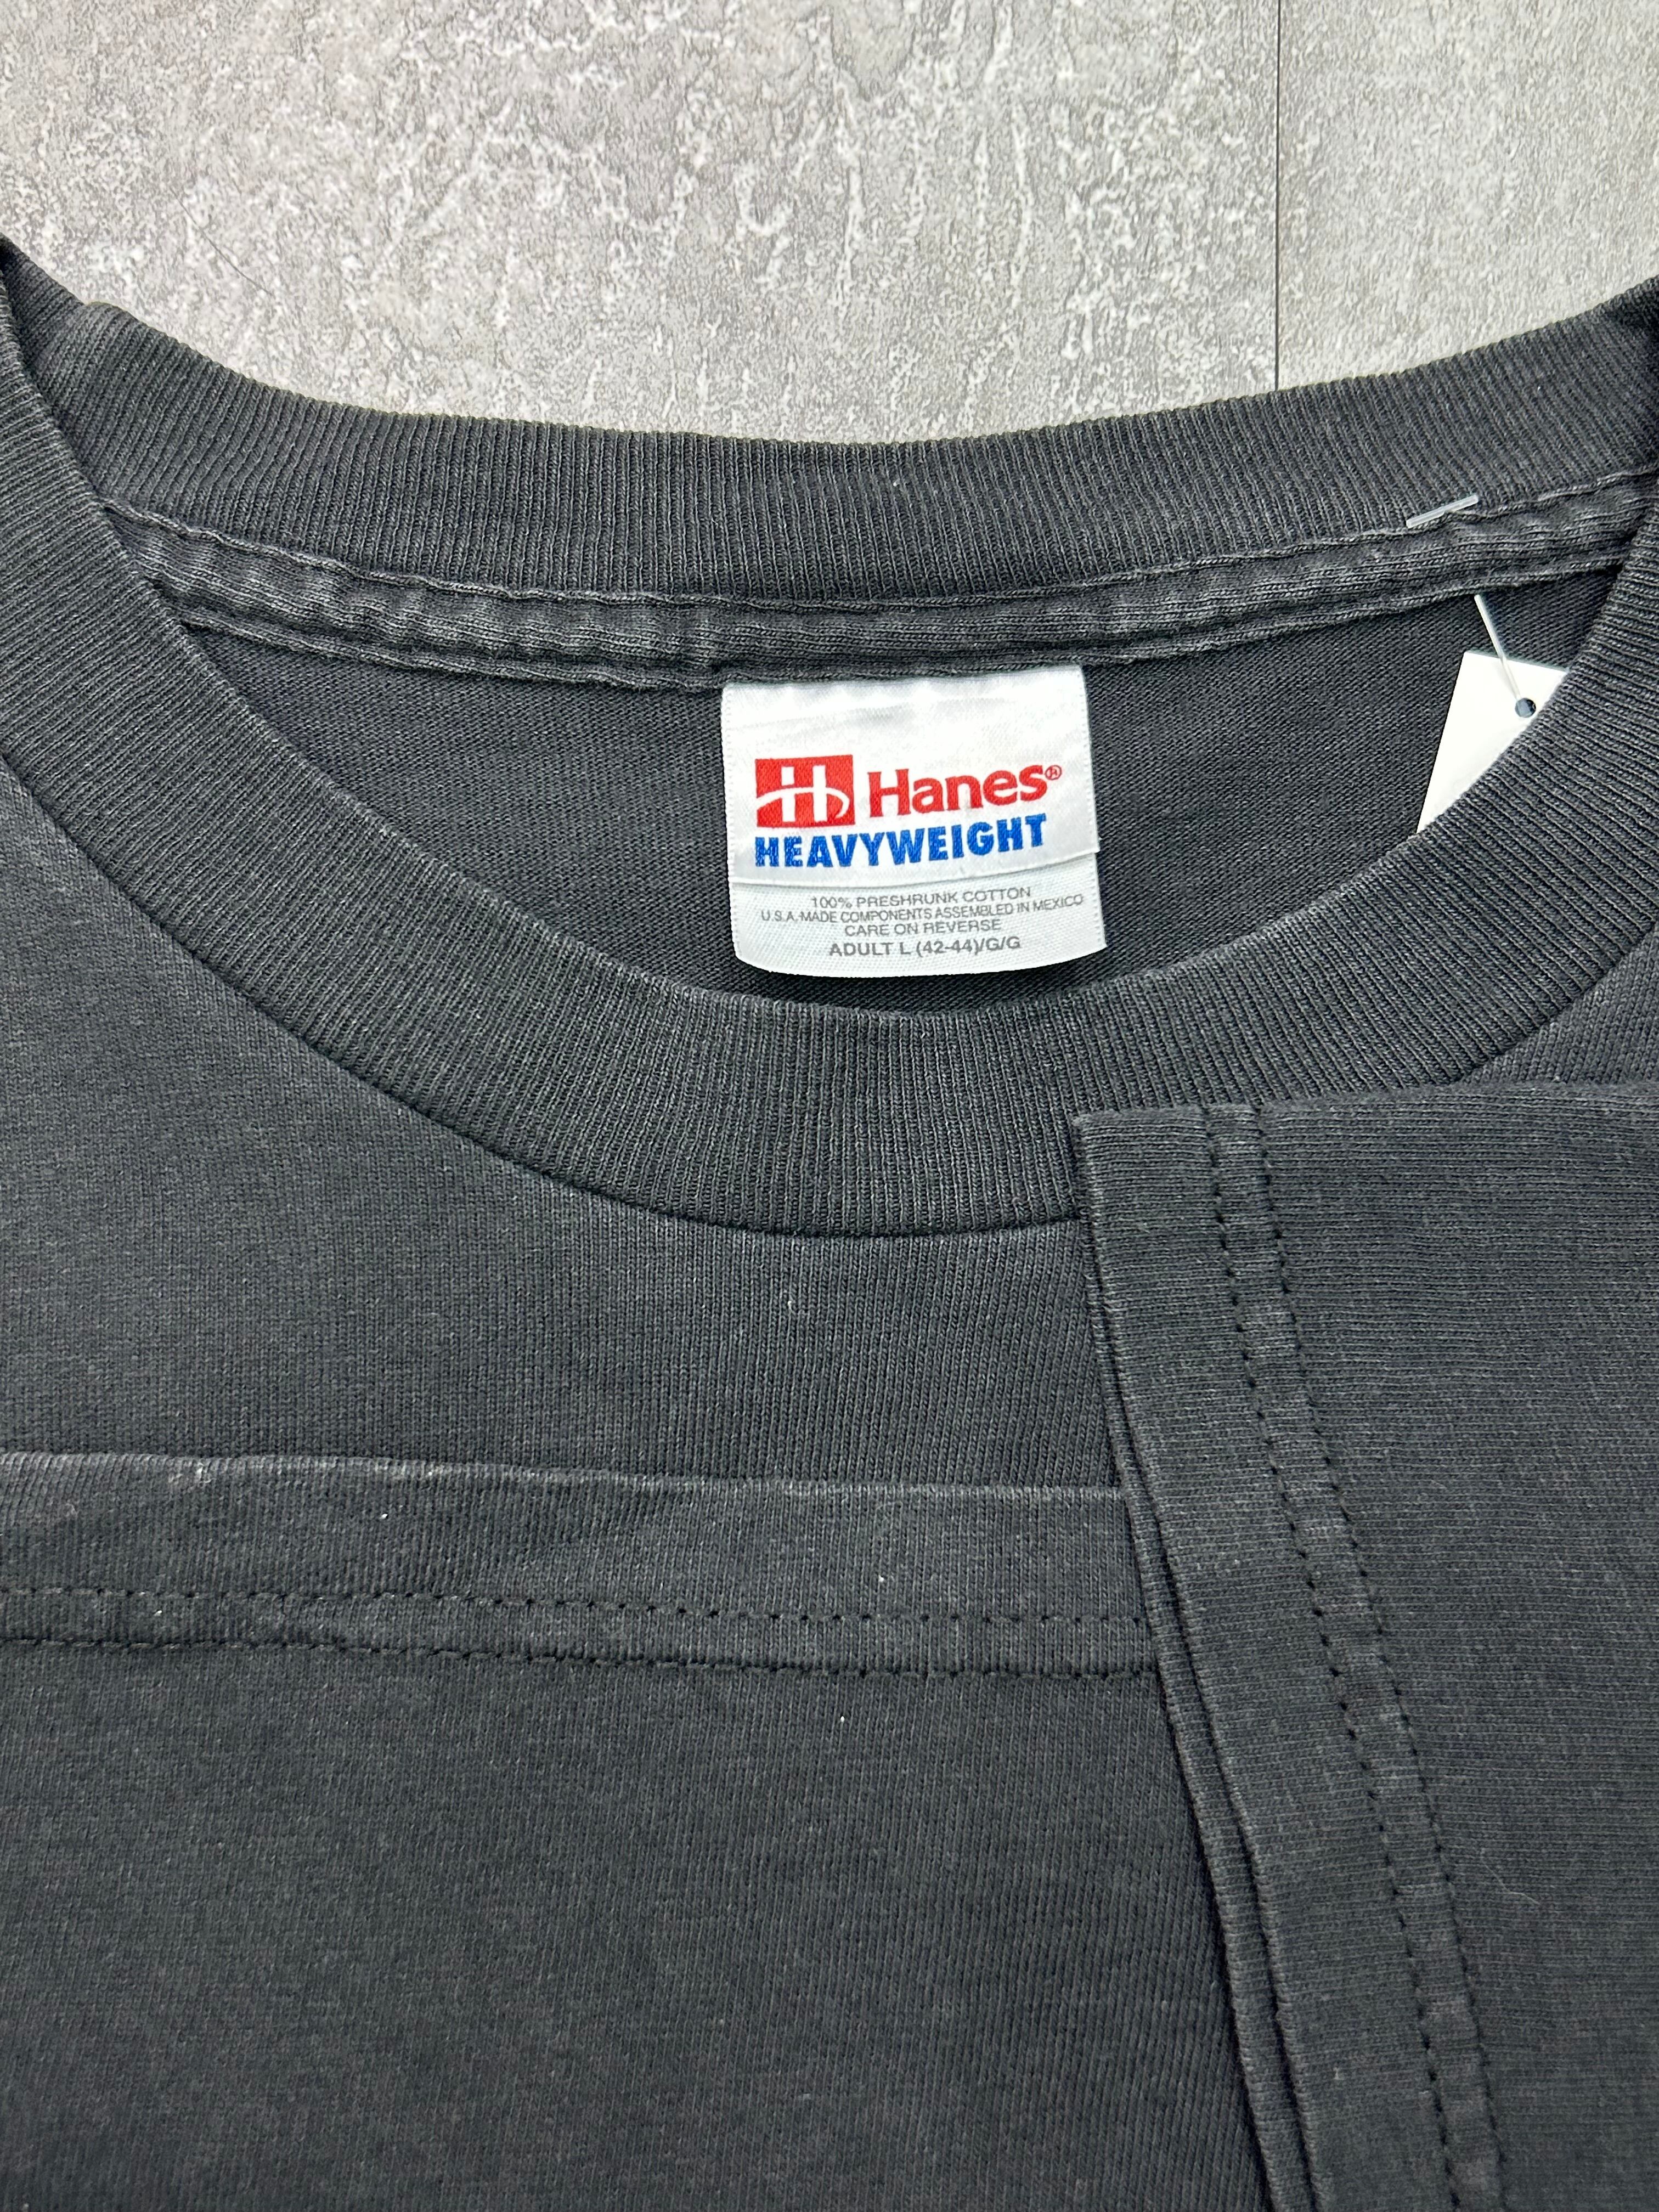 H Hanes®
HEAVYWEIGHT
100% PRESHRUNK COTTON
U.S.A. MADE COMPONENTS ASSEMBLED IN MEXICO
CARE ON REVERSE
ADULT L (42-44)/G/G